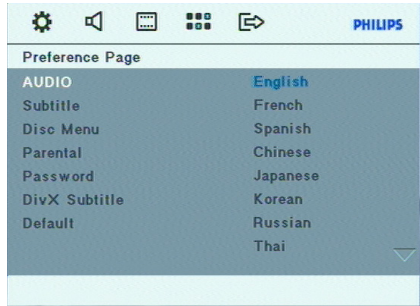 PHILIPS
Preference Page
AUDIO English
Subtitle French
Disc Menu Spanish
Parental Chinese
Password Japanese
DivX Subtitle Korean
Default Russian
Thai